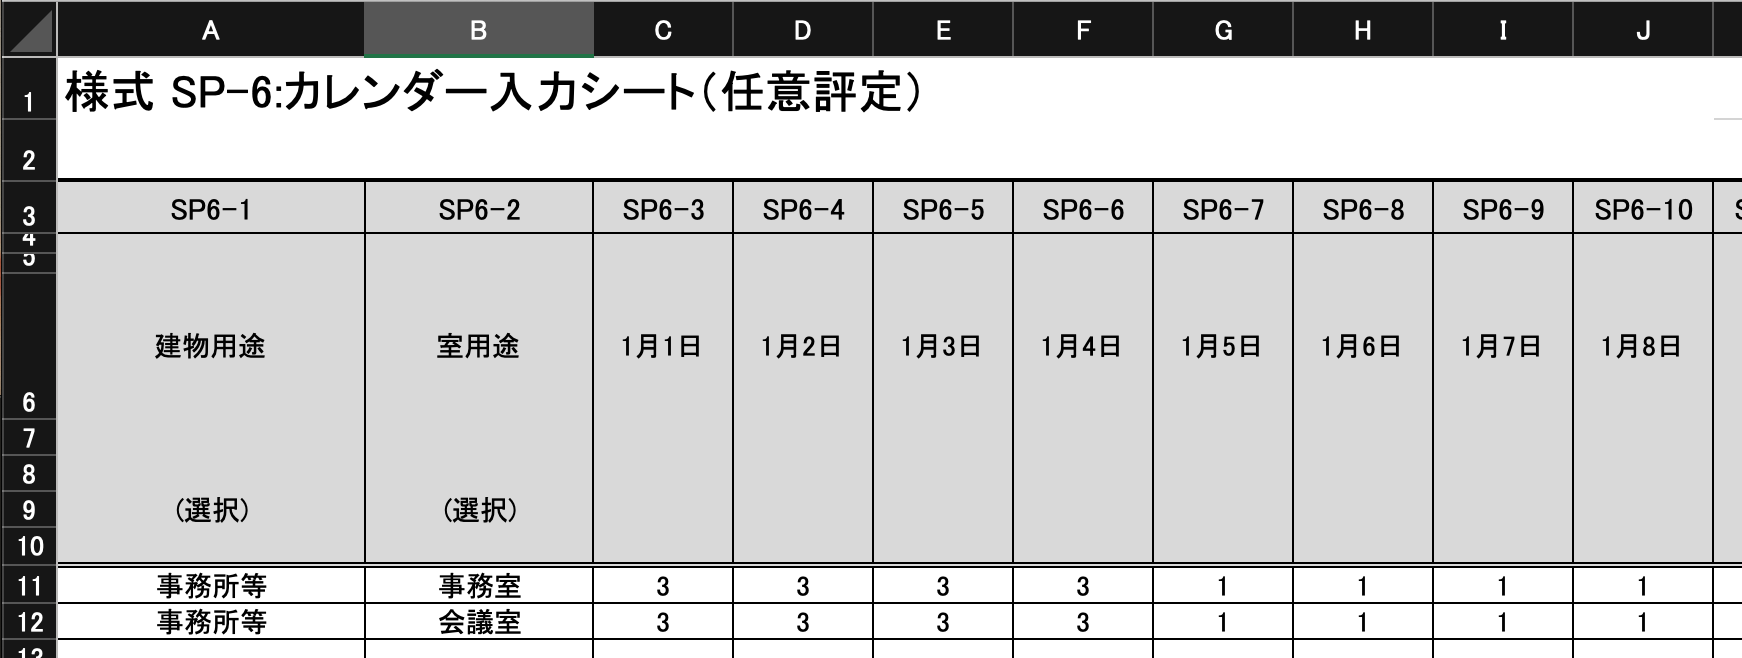 A B C D E F G H I J
1 様式 SP-6:カレンダー入力シート(任意評定)
2
3 SP6-1 SP6-2 SP6-3 SP6-4 SP6-5 SP6-6 SP6-7 SP6-8 SP6-9 SP6-10
4
5
建物用途 室用途 1月1日 1月2日 1月3日 1月4日 1月5日 1月6日 1月7日 1月8日
6
7
8
9 (選択) (選択)
10
11 事務所等 事務室 3 3 3 3 1 1 1 1
12 事務所等 会議室 3 3 3 3 1 1 1 1
13